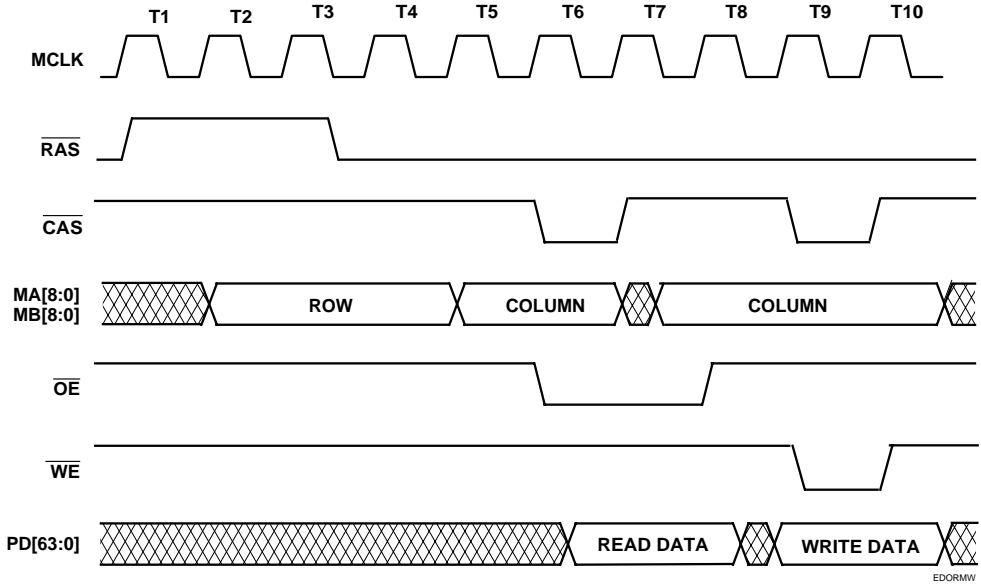 T1 T2 T3 T4 T5 T6 T7 T8 T9 T10
MCLK
RAS
CAS
MA[8:0]
MB[8:0]
ROW COLUMN COLUMN
OE
WE
PD[63:0] READ DATA WRITE DATA
EDORMW